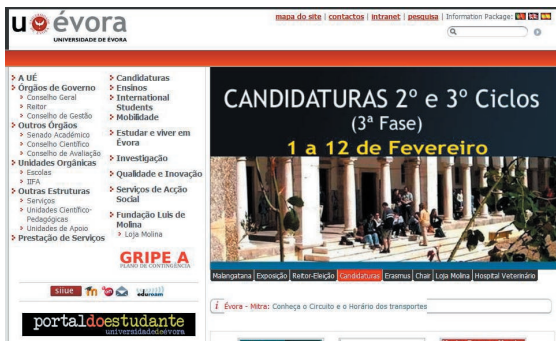 uévora
UNIVERSIDADE DE ÉVORA
mapa do site | contactos | intranet | pesquisa | Information Package:
A UÉ
Órgãos de Governo
Conselho Geral
Reitor
Conselho de Gestão
Outros Órgãos
Senado Académico
Conselho Científico
Conselho de Avaliação
Unidades Orgânicas
Escolas
IIFA
Outras Estruturas
Serviços
Unidades Científico-
Pedagógicas
Unidades de Apoio
Prestação de Serviços
Candidaturas
Ensinos
International
Students
Mobilidade
Estudar e viver em
Évora
Investigação
Qualidade e Inovação
Serviços de Acção
Social
Fundação Luis de
Molina
Loja Molina
GRIPE A
PLANO DE CONTINGÊNCIA
siiue
eduroam
portaldoestudante
universidadedeévora
CANDIDATURAS 2º e 3º Ciclos
(3ª Fase)
1 a 12 de Fevereiro
Malangatana Exposição Reitor-Eleição Candidaturas Erasmus Chair Loja Molina Hospital Veterinário
i Évora - Mitra: Conheça o Circuito e o Horário dos transportes